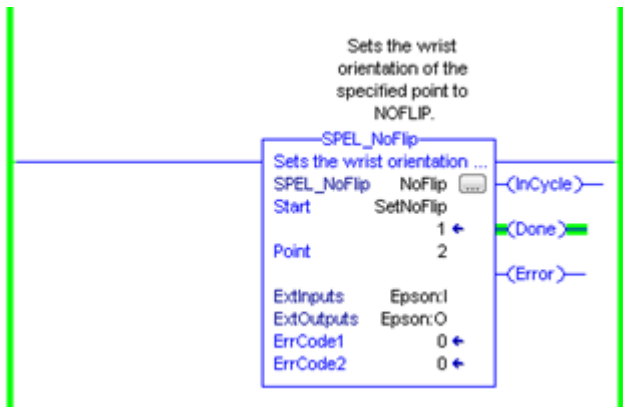 Sets the wrist
orientation of the
specified point to
NOFLIP.
SPEL_NoFlip
Sets the wrist orientation ...
SPEL_NoFlip NoFlip ... (InCycle)
Start SetNoFlip
1 (Done)
Point 2
(Error)
ExtInputs Epson:I
ExtOutputs Epson:O
ErrCode1 0
ErrCode2 0